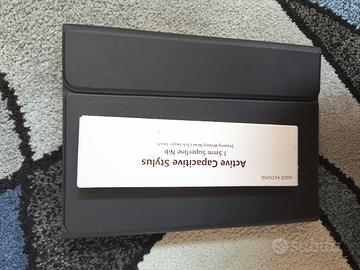 Active Capacitive Stylus
1.5mm Superfine Nib
MADE IN CHINA
subito